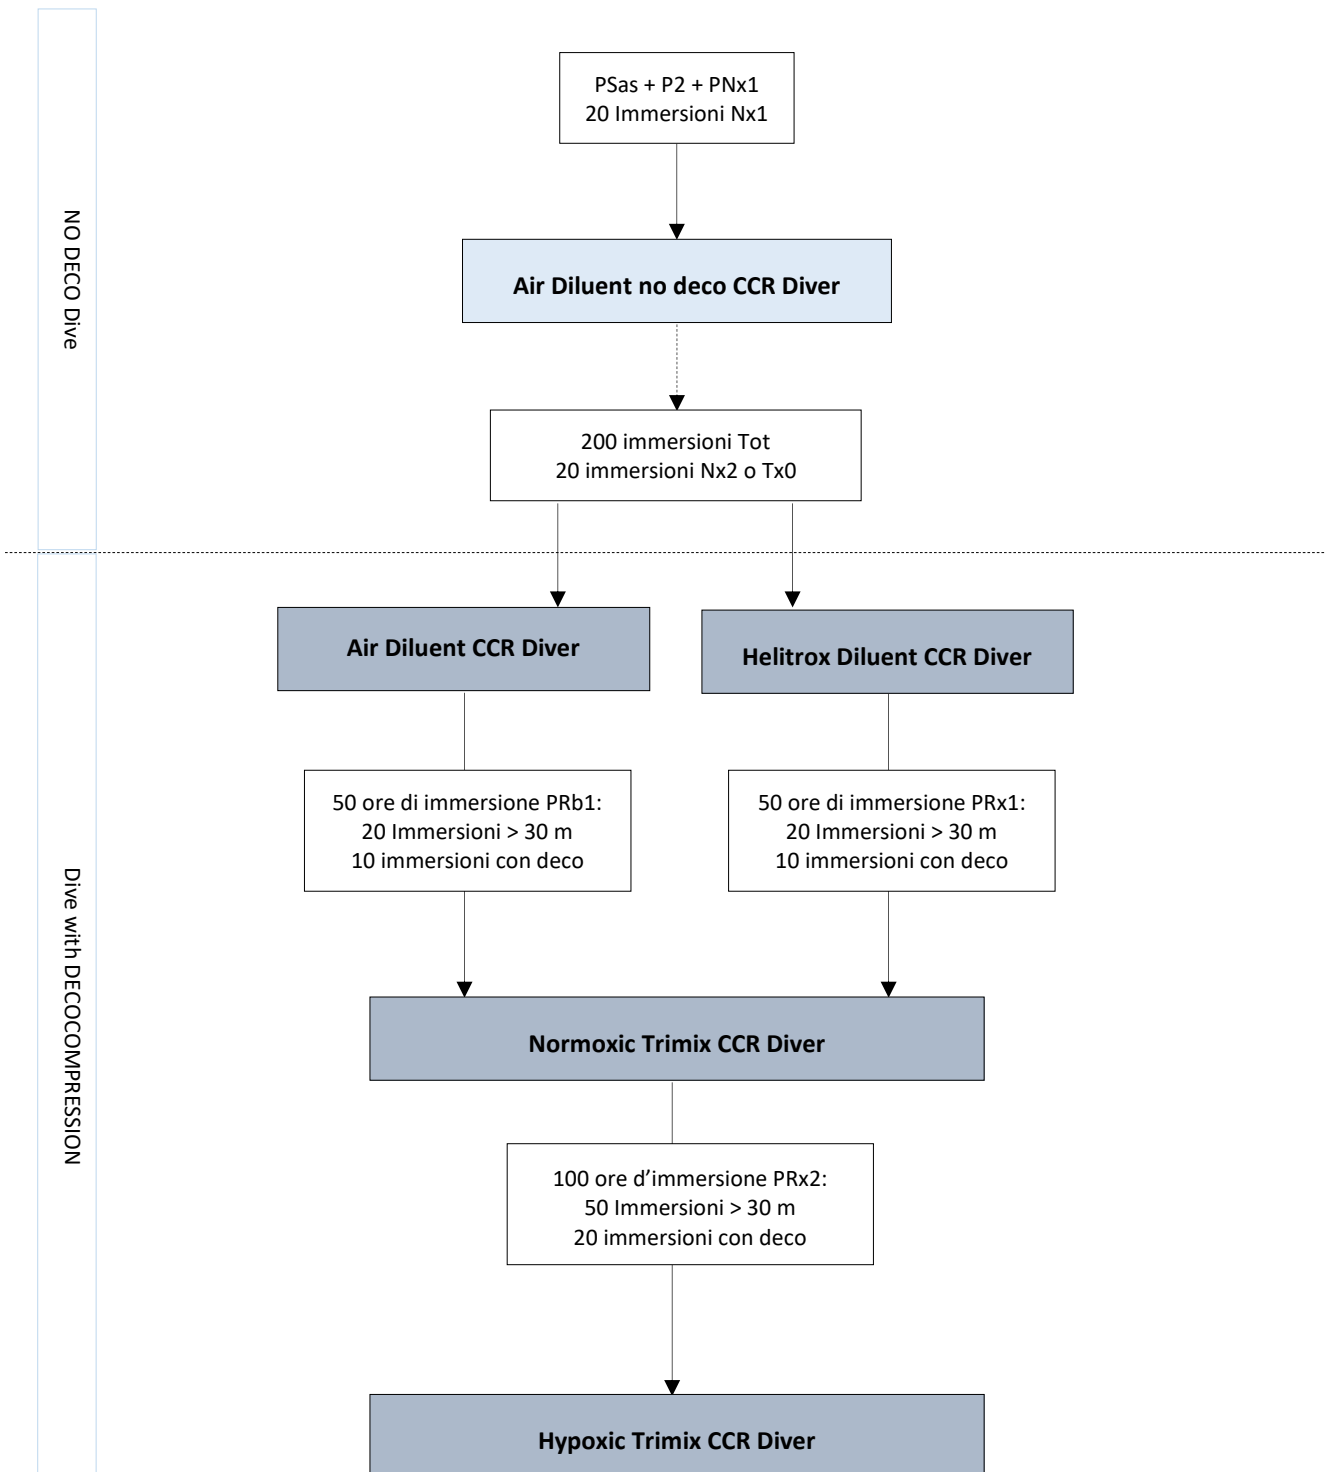 NO DECO Dive
PSas + P2 + PNx1
20 Immersioni Nx1
Air Diluent no deco CCR Diver
200 immersioni Tot
20 immersioni Nx2 o Tx0
Dive with DECOCOMPRESSION
Air Diluent CCR Diver
Helitrox Diluent CCR Diver
50 ore di immersione PRb1:
20 Immersioni > 30 m
10 immersioni con deco
50 ore di immersione PRx1:
20 Immersioni > 30 m
10 immersioni con deco
Normoxic Trimix CCR Diver
100 ore d’immersione PRx2:
50 Immersioni > 30 m
20 immersioni con deco
Hypoxic Trimix CCR Diver